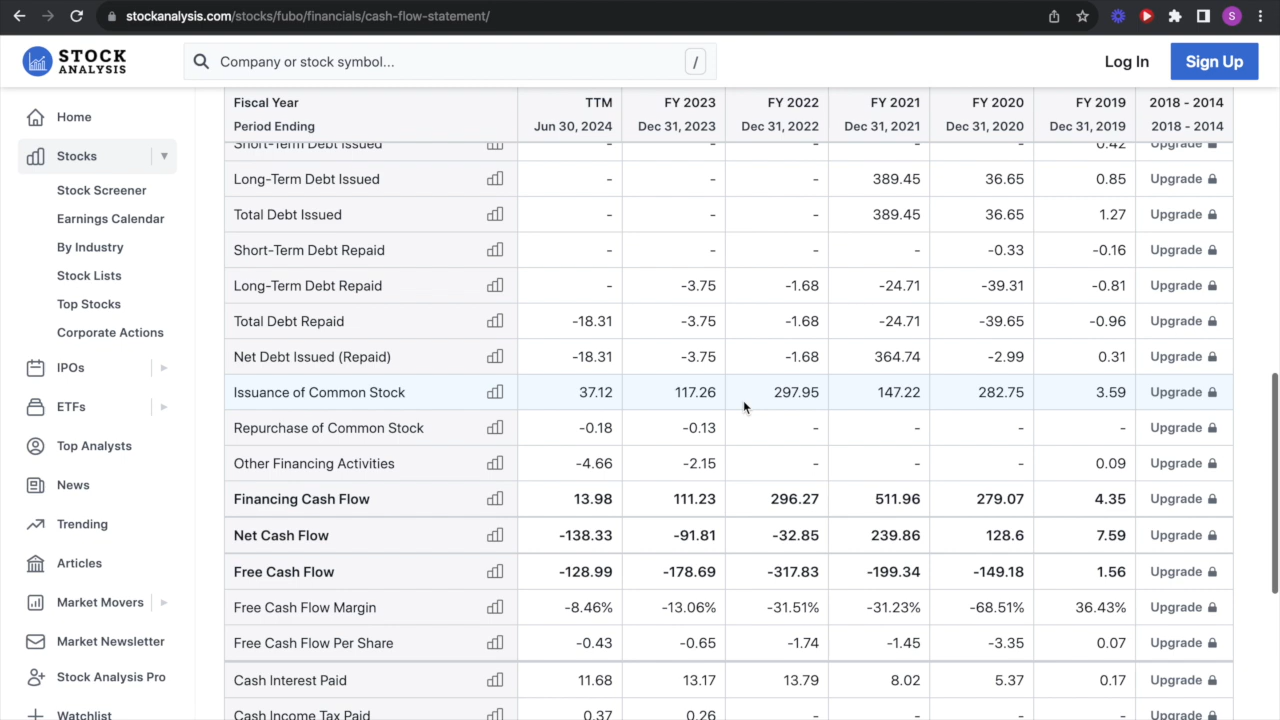 stockanalysis.com/stocks/fubo/financials/cash-flow-statement/ S
STOCK ANALYSIS Company or stock symbol... / Log In Sign Up
Fiscal Year TTM FY 2023 FY 2022 FY 2021 FY 2020 FY 2019 2018 - 2014
Period Ending Jun 30, 2024 Dec 31, 2023 Dec 31, 2022 Dec 31, 2021 Dec 31, 2020 Dec 31, 2019 2018 - 2014
Short-Term Debt Issued - - - - - 0.42 Upgrade
Long-Term Debt Issued - - - 389.45 36.65 0.85 Upgrade
Total Debt Issued - - - 389.45 36.65 1.27 Upgrade
Short-Term Debt Repaid - - - - -0.33 -0.16 Upgrade
Long-Term Debt Repaid - -3.75 -1.68 -24.71 -39.31 -0.81 Upgrade
Total Debt Repaid -18.31 -3.75 -1.68 -24.71 -39.65 -0.96 Upgrade
Net Debt Issued (Repaid) -18.31 -3.75 -1.68 364.74 -2.99 0.31 Upgrade
Issuance of Common Stock 37.12 117.26 297.95 147.22 282.75 3.59 Upgrade
Repurchase of Common Stock -0.18 -0.13 - - - - Upgrade
Other Financing Activities -4.66 -2.15 - - - 0.09 Upgrade
Financing Cash Flow 13.98 111.23 296.27 511.96 279.07 4.35 Upgrade
Net Cash Flow -138.33 -91.81 -32.85 239.86 128.6 7.59 Upgrade
Free Cash Flow -128.99 -178.69 -317.83 -199.34 -149.18 1.56 Upgrade
Free Cash Flow Margin -8.46% -13.06% -31.51% -31.23% -68.51% 36.43% Upgrade
Free Cash Flow Per Share -0.43 -0.65 -1.74 -1.45 -3.35 0.07 Upgrade
Cash Interest Paid 11.68 13.17 13.79 8.02 5.37 0.17 Upgrade
Cash Income Tax Paid 0.37 0.26 - - - - Upgrade
Home
Stocks
Stock Screener
Earnings Calendar
By Industry
Stock Lists
Top Stocks
Corporate Actions
IPOs
ETFs
Top Analysts
News
Trending
Articles
Market Movers
Market Newsletter
Stock Analysis Pro
Watchlist